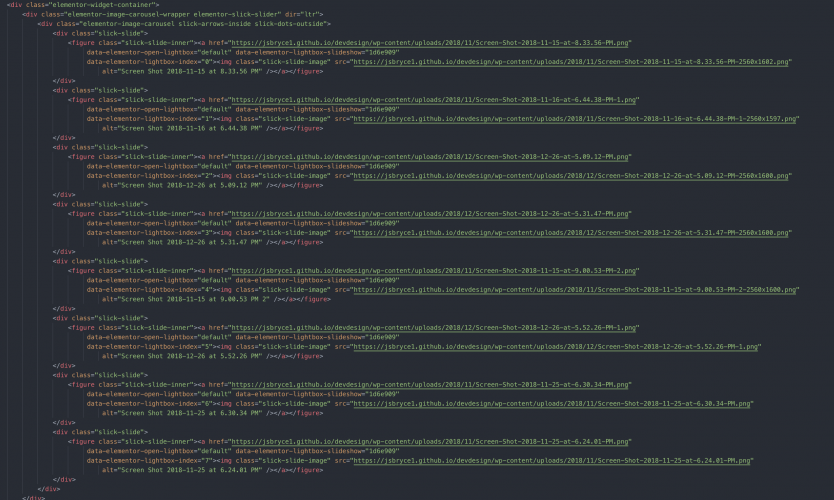 <div class="elementor-widget-container">
<div class="elementor-image-carousel-wrapper elementor-slick-slider" dir="ltr">
<div class="elementor-image-carousel slick-arrows-inside slick-dots-outside">
<div class="slick-slide">
<figure class="slick-slide-inner"><a href="https://jsbryce1.github.io/devdesign/wp-content/uploads/2018/11/Screen-Shot-2018-11-15-at-8.33.56-PM.png"
data-elementor-open-lightbox="default" data-elementor-lightbox-slideshow="1d6e909"
data-elementor-lightbox-index="0"><img class="slick-slide-image" src="https://jsbryce1.github.io/devdesign/wp-content/uploads/2018/11/Screen-Shot-2018-11-15-at-8.33.56-PM-2560x1602.png"
alt="Screen Shot 2018-11-15 at 8.33.56 PM" /></a></figure>
</div>
<div class="slick-slide">
<figure class="slick-slide-inner"><a href="https://jsbryce1.github.io/devdesign/wp-content/uploads/2018/11/Screen-Shot-2018-11-16-at-6.44.38-PM-1.png"
data-elementor-open-lightbox="default" data-elementor-lightbox-slideshow="1d6e909"
data-elementor-lightbox-index="1"><img class="slick-slide-image" src="https://jsbryce1.github.io/devdesign/wp-content/uploads/2018/11/Screen-Shot-2018-11-16-at-6.44.38-PM-1-2560x1597.png"
alt="Screen Shot 2018-11-16 at 6.44.38 PM" /></a></figure>
</div>
<div class="slick-slide">
<figure class="slick-slide-inner"><a href="https://jsbryce1.github.io/devdesign/wp-content/uploads/2018/12/Screen-Shot-2018-12-26-at-5.09.12-PM.png"
data-elementor-open-lightbox="default" data-elementor-lightbox-slideshow="1d6e909"
data-elementor-lightbox-index="2"><img class="slick-slide-image" src="https://jsbryce1.github.io/devdesign/wp-content/uploads/2018/12/Screen-Shot-2018-12-26-at-5.09.12-PM-2560x1600.png"
alt="Screen Shot 2018-12-26 at 5.09.12 PM" /></a></figure>
</div>
<div class="slick-slide">
<figure class="slick-slide-inner"><a href="https://jsbryce1.github.io/devdesign/wp-content/uploads/2018/12/Screen-Shot-2018-12-26-at-5.31.47-PM.png"
data-elementor-open-lightbox="default" data-elementor-lightbox-slideshow="1d6e909"
data-elementor-lightbox-index="3"><img class="slick-slide-image" src="https://jsbryce1.github.io/devdesign/wp-content/uploads/2018/12/Screen-Shot-2018-12-26-at-5.31.47-PM-2560x1600.png"
alt="Screen Shot 2018-12-26 at 5.31.47 PM" /></a></figure>
</div>
<div class="slick-slide">
<figure class="slick-slide-inner"><a href="https://jsbryce1.github.io/devdesign/wp-content/uploads/2018/11/Screen-Shot-2018-11-15-at-9.00.53-PM-2.png"
data-elementor-open-lightbox="default" data-elementor-lightbox-slideshow="1d6e909"
data-elementor-lightbox-index="4"><img class="slick-slide-image" src="https://jsbryce1.github.io/devdesign/wp-content/uploads/2018/11/Screen-Shot-2018-11-15-at-9.00.53-PM-2-2560x1600.png"
alt="Screen Shot 2018-11-15 at 9.00.53 PM 2" /></a></figure>
</div>
<div class="slick-slide">
<figure class="slick-slide-inner"><a href="https://jsbryce1.github.io/devdesign/wp-content/uploads/2018/12/Screen-Shot-2018-12-26-at-5.52.26-PM-1.png"
data-elementor-open-lightbox="default" data-elementor-lightbox-slideshow="1d6e909"
data-elementor-lightbox-index="5"><img class="slick-slide-image" src="https://jsbryce1.github.io/devdesign/wp-content/uploads/2018/12/Screen-Shot-2018-12-26-at-5.52.26-PM-1.png"
alt="Screen Shot 2018-12-26 at 5.52.26 PM" /></a></figure>
</div>
<div class="slick-slide">
<figure class="slick-slide-inner"><a href="https://jsbryce1.github.io/devdesign/wp-content/uploads/2018/11/Screen-Shot-2018-11-25-at-6.30.34-PM.png"
data-elementor-open-lightbox="default" data-elementor-lightbox-slideshow="1d6e909"
data-elementor-lightbox-index="6"><img class="slick-slide-image" src="https://jsbryce1.github.io/devdesign/wp-content/uploads/2018/11/Screen-Shot-2018-11-25-at-6.30.34-PM.png"
alt="Screen Shot 2018-11-25 at 6.30.34 PM" /></a></figure>
</div>
<div class="slick-slide">
<figure class="slick-slide-inner"><a href="https://jsbryce1.github.io/devdesign/wp-content/uploads/2018/11/Screen-Shot-2018-11-25-at-6.24.01-PM.png"
data-elementor-open-lightbox="default" data-elementor-lightbox-slideshow="1d6e909"
data-elementor-lightbox-index="7"><img class="slick-slide-image" src="https://jsbryce1.github.io/devdesign/wp-content/uploads/2018/11/Screen-Shot-2018-11-25-at-6.24.01-PM.png"
alt="Screen Shot 2018-11-25 at 6.24.01 PM" /></a></figure>
</div>
</div>
</div>